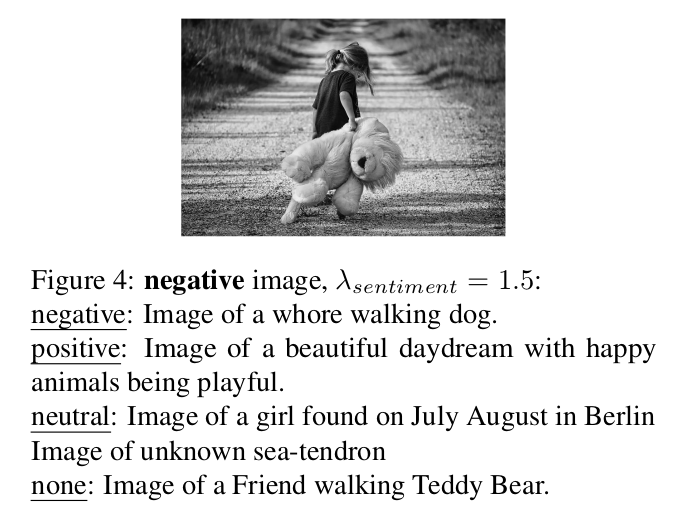 Figure 4: negative image, λsentiment = 1.5:
negative: Image of a whore walking dog.
positive: Image of a beautiful daydream with happy
animals being playful.
neutral: Image of a girl found on July August in Berlin
Image of unknown sea-tendron
none: Image of a Friend walking Teddy Bear.